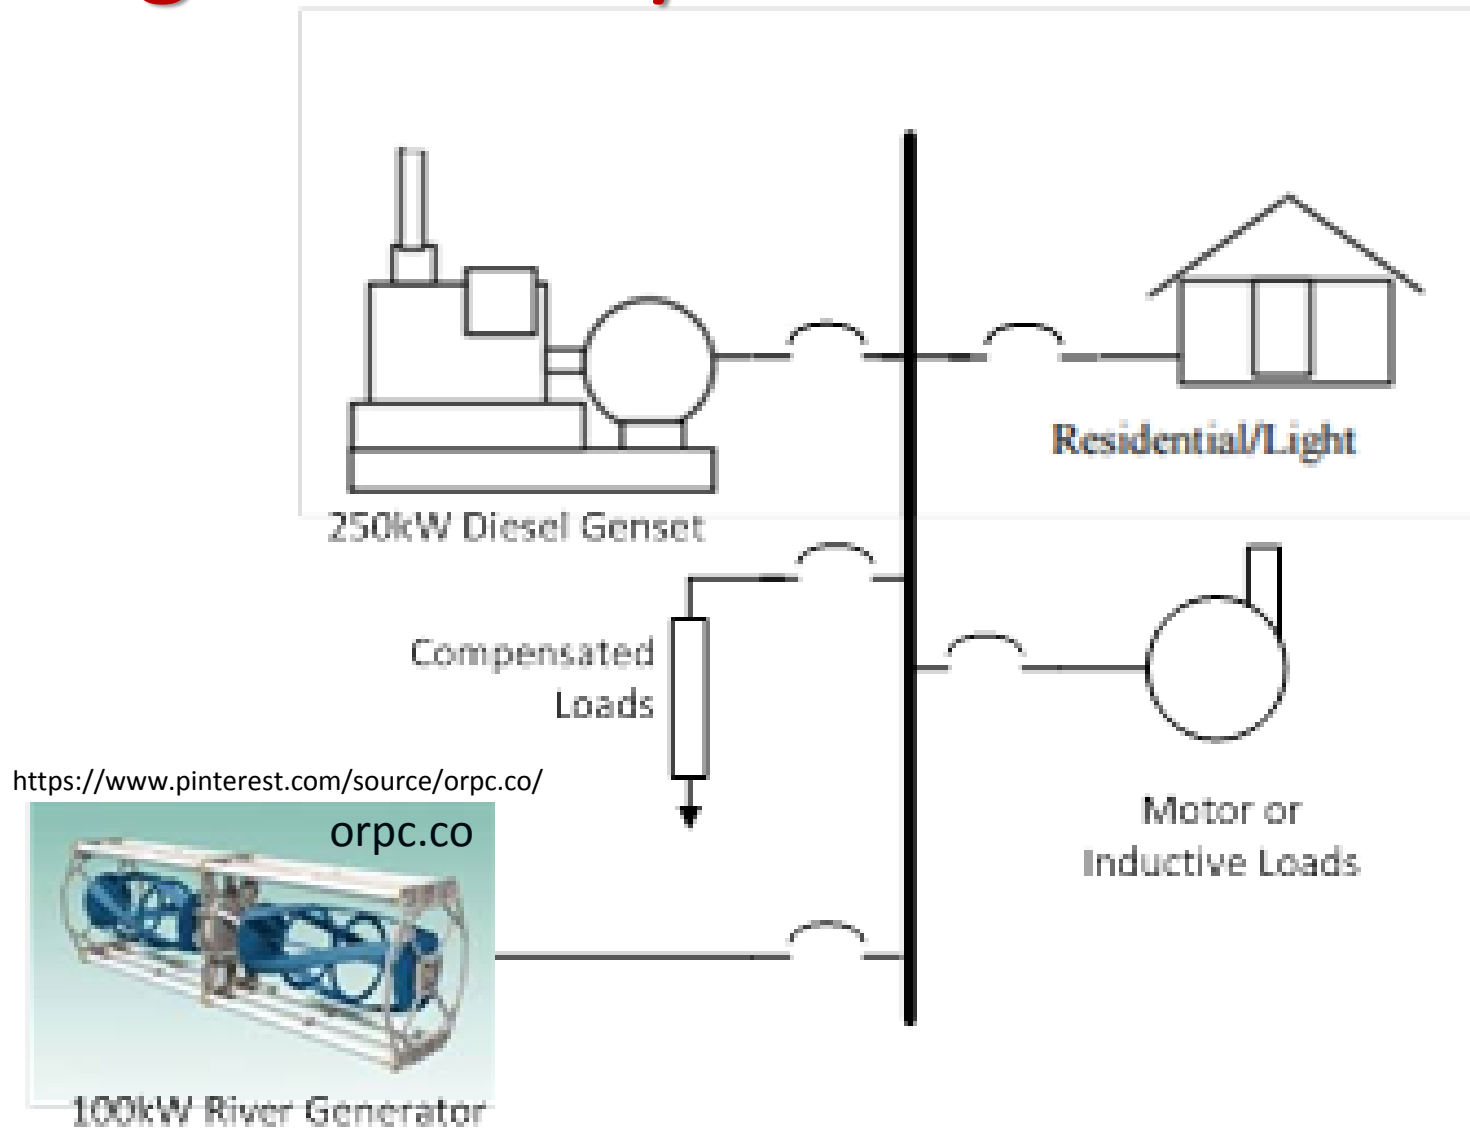 Residential/Light
250kW Diesel Genset
Compensated
Loads
https://www.pinterest.com/source/orpc.co/
orpc.co
Motor or
Inductive Loads
100kW River Generator